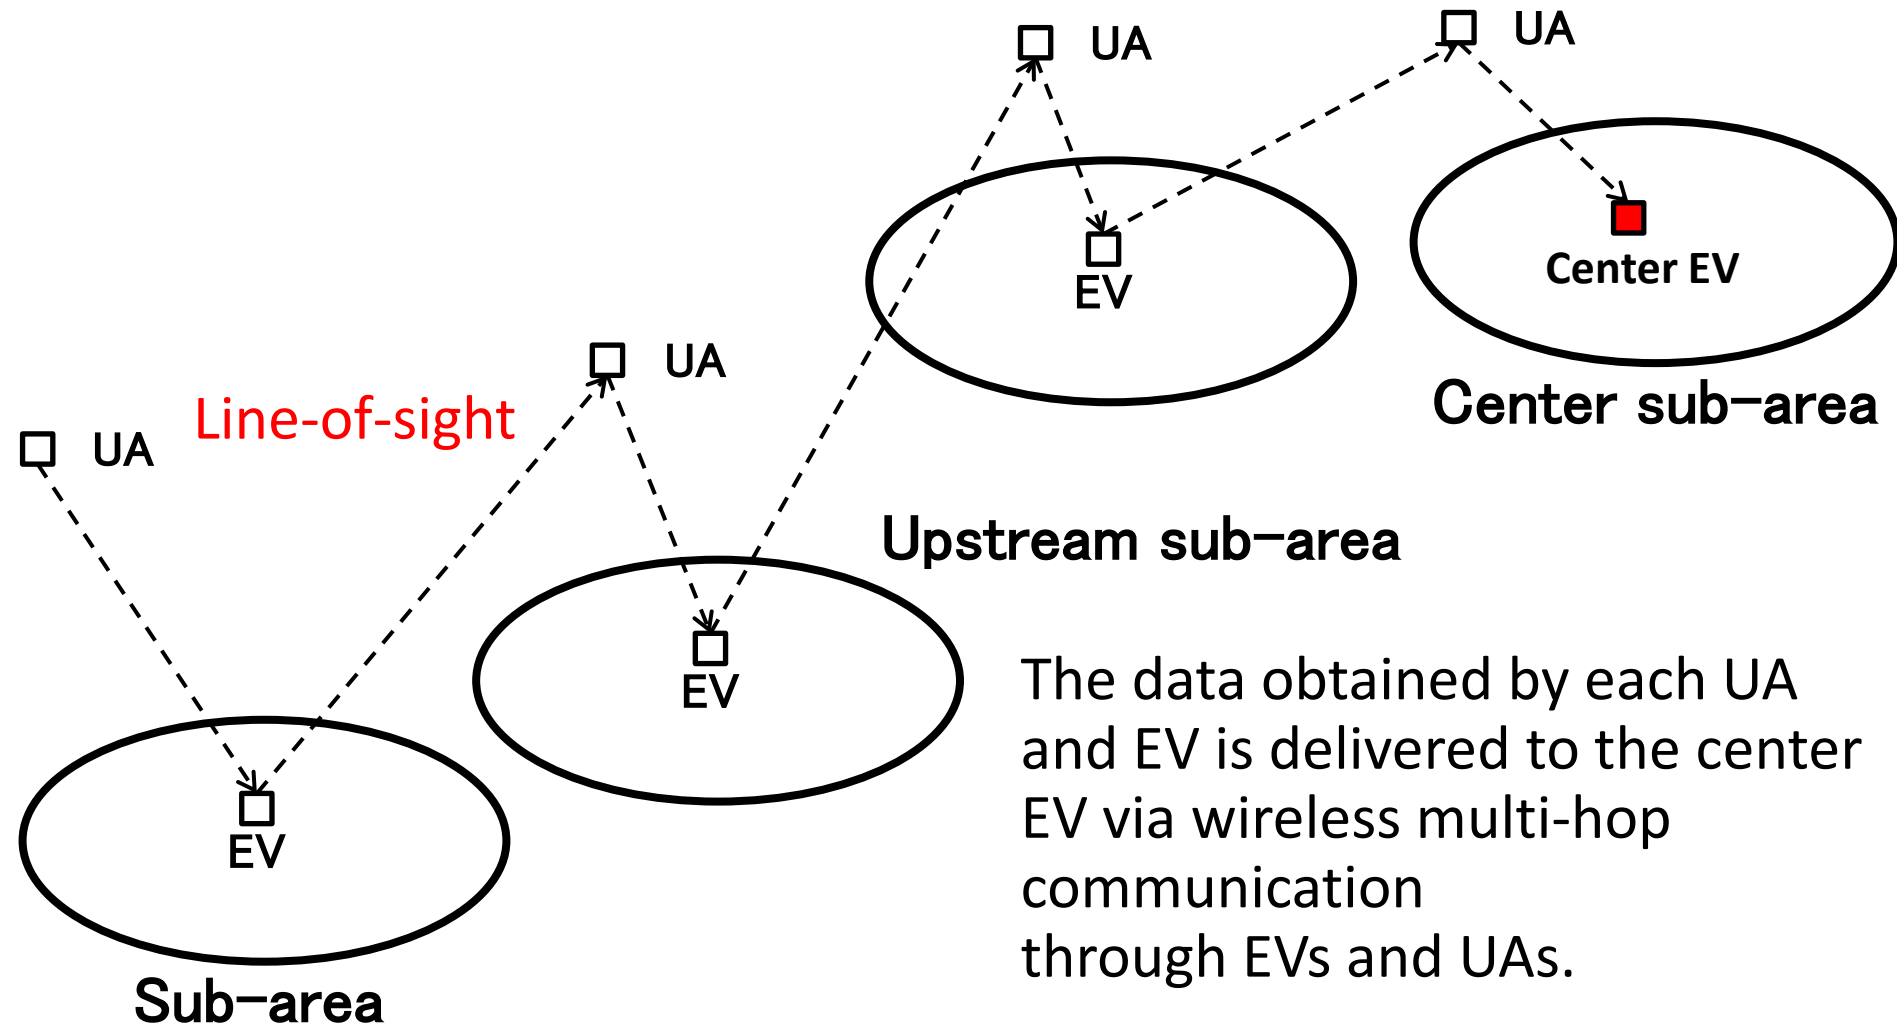 UA
UA
UA
Line-of-sight
UA
EV
Center EV
Center sub-area
Upstream sub-area
EV
EV
Sub-area
The data obtained by each UA
and EV is delivered to the center
EV via wireless multi-hop
communication
through EVs and UAs.